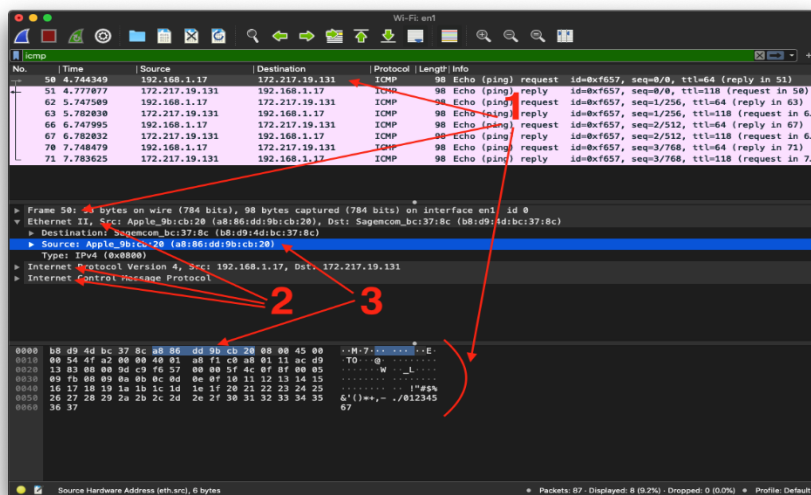 Wi-Fi: en1
icmp
No. Time Source Destination Protocol Length Info
50 4.744349 192.168.1.17 172.217.19.131 ICMP 98 Echo (ping) request id=0xf657, seq=0/0, ttl=64 (reply in 51)
51 4.777077 172.217.19.131 192.168.1.17 ICMP 98 Echo (ping) reply id=0xf657, seq=0/0, ttl=118 (request in 50)
62 5.747509 192.168.1.17 172.217.19.131 ICMP 98 Echo (ping) request id=0xf657, seq=1/256, ttl=64 (reply in 63)
63 5.782030 172.217.19.131 192.168.1.17 ICMP 98 Echo (ping) reply id=0xf657, seq=1/256, ttl=118 (request in 6
66 6.747995 192.168.1.17 172.217.19.131 ICMP 98 Echo (ping) request id=0xf657, seq=2/512, ttl=64 (reply in 67)
67 6.782032 172.217.19.131 192.168.1.17 ICMP 98 Echo (ping) reply id=0xf657, seq=2/512, ttl=118 (request in 6
70 7.748479 192.168.1.17 172.217.19.131 ICMP 98 Echo (ping) request id=0xf657, seq=3/768, ttl=64 (reply in 71)
71 7.783625 172.217.19.131 192.168.1.17 ICMP 98 Echo (ping) reply id=0xf657, seq=3/768, ttl=118 (request in 7
1
Frame 50: bytes on wire (784 bits), 98 bytes captured (784 bits) on interface en1, id 0
Ethernet II, Src: Apple_9b:cb:20 (a8:86:dd:9b:cb:20), Dst: Sagemcom_bc:37:8c (b8:d9:4d:bc:37:8c)
Destination: Sagemcom_bc:37:8c (b8:d9:4d:bc:37:8c)
Source: Apple_9b:cb:20 (a8:86:dd:9b:cb:20)
Type: IPv4 (0x0800)
Internet Protocol Version 4, Src: 192.168.1.17, Dst: 172.217.19.131
Internet Control Message Protocol
2 3
0000 b8 d9 4d bc 37 8c a8 86 dd 9b cb 20 08 00 45 00 ··M·7··· ··· ··E·
0010 00 54 4f a2 00 00 40 01 a8 f1 c0 a8 01 11 ac d9 ·TO···@· ········
0020 13 83 08 00 9d c9 f6 57 00 00 5f 4c 0f 8f 00 05 ·······W ··_L····
0030 09 fb 08 09 0a 0b 0c 0d 0e 0f 10 11 12 13 14 15 ········ ········
0040 16 17 18 19 1a 1b 1c 1d 1e 1f 20 21 22 23 24 25 ········ ·· !"#$%
0050 26 27 28 29 2a 2b 2c 2d 2e 2f 30 31 32 33 34 35 &'()*+,- ./012345
0060 36 37 67
Source Hardware Address (eth.src), 6 bytes
Packets: 87 · Displayed: 8 (9.2%) · Dropped: 0 (0.0%)
Profile: Default